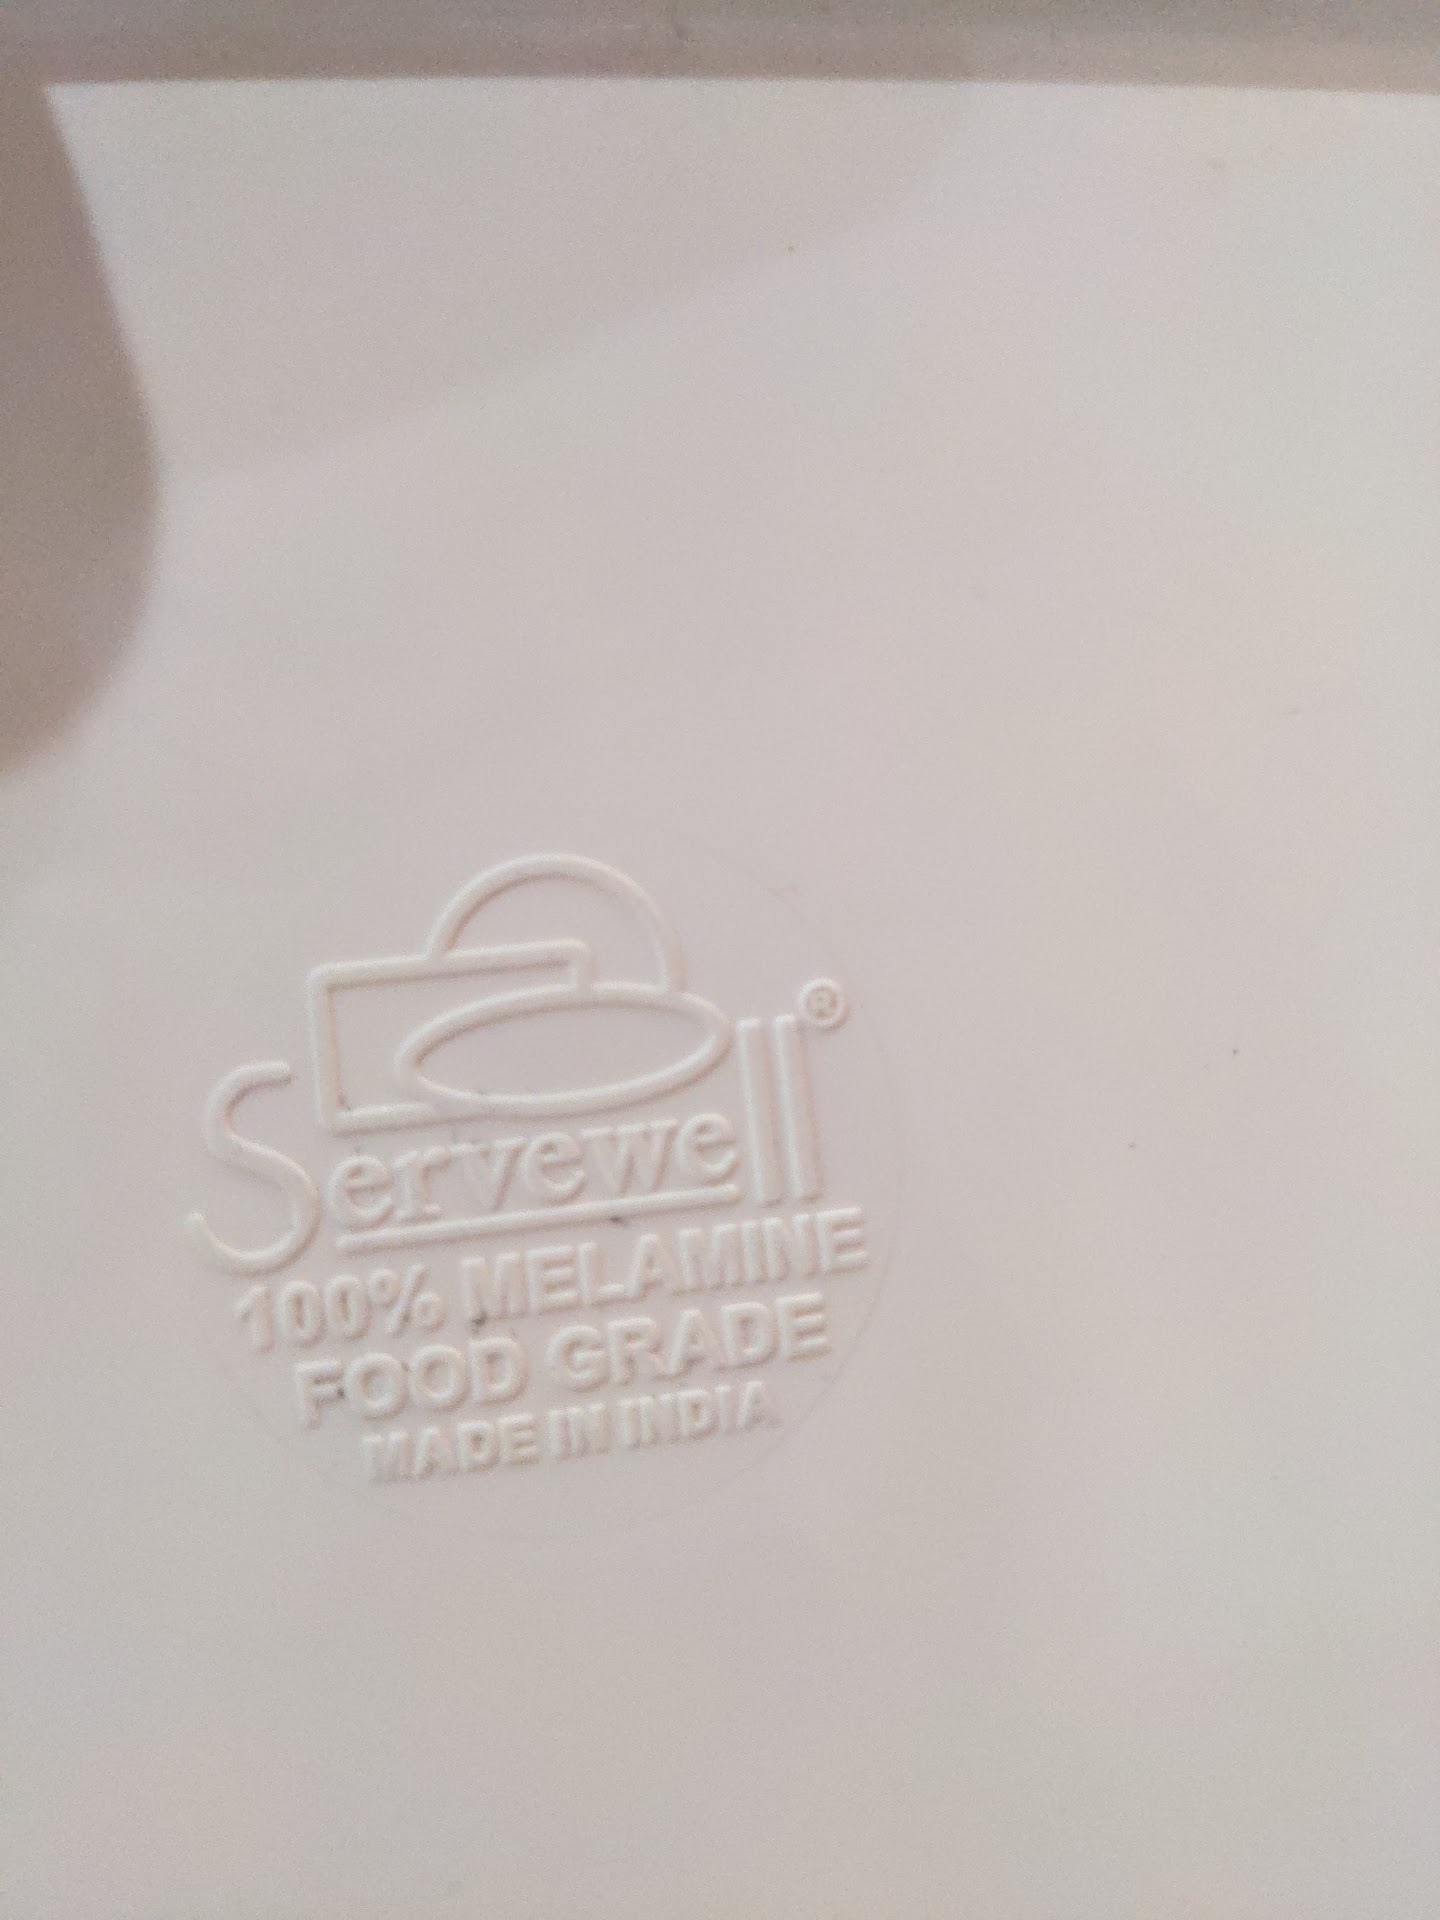 Servewell®
100% MELAMINE
FOOD GRADE
MADE IN INDIA